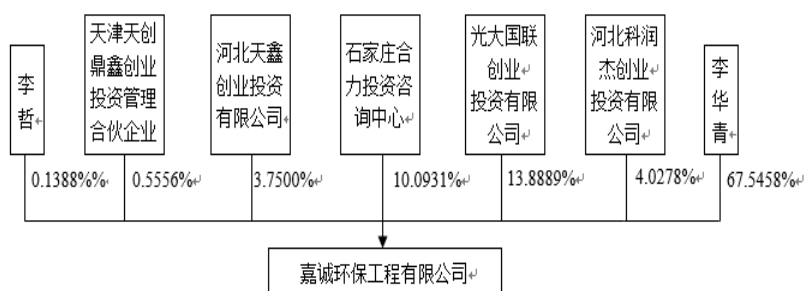 李
哲
天津天创
鼎鑫创业
投资管理
合伙企业
河北天鑫
创业投资
有限公司
石家庄合
力投资咨
询中心
光大国联
创业
投资有限
公司
河北科润
杰创业
投资有限
公司
李
华
青
0.1388%%
0.5556%
3.7500%
10.0931%
13.8889%
4.0278%
67.5458%
嘉诚环保工程有限公司